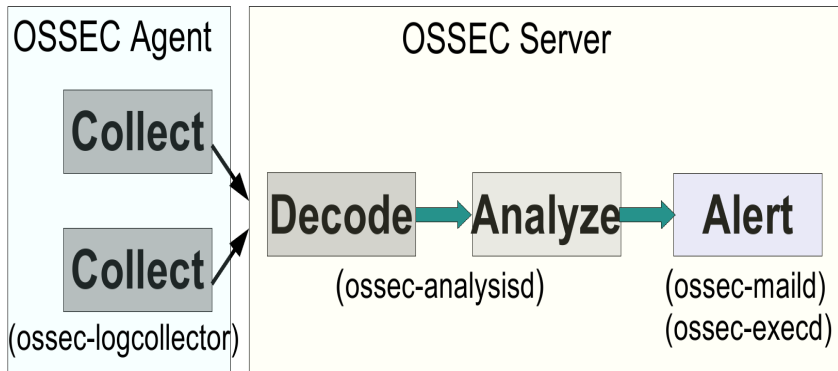 OSSEC Agent
Collect
Collect
(ossec-logcollector)
OSSEC Server
Decode
Analyze
Alert
(ossec-analysisd)
(ossec-maild)
(ossec-execd)